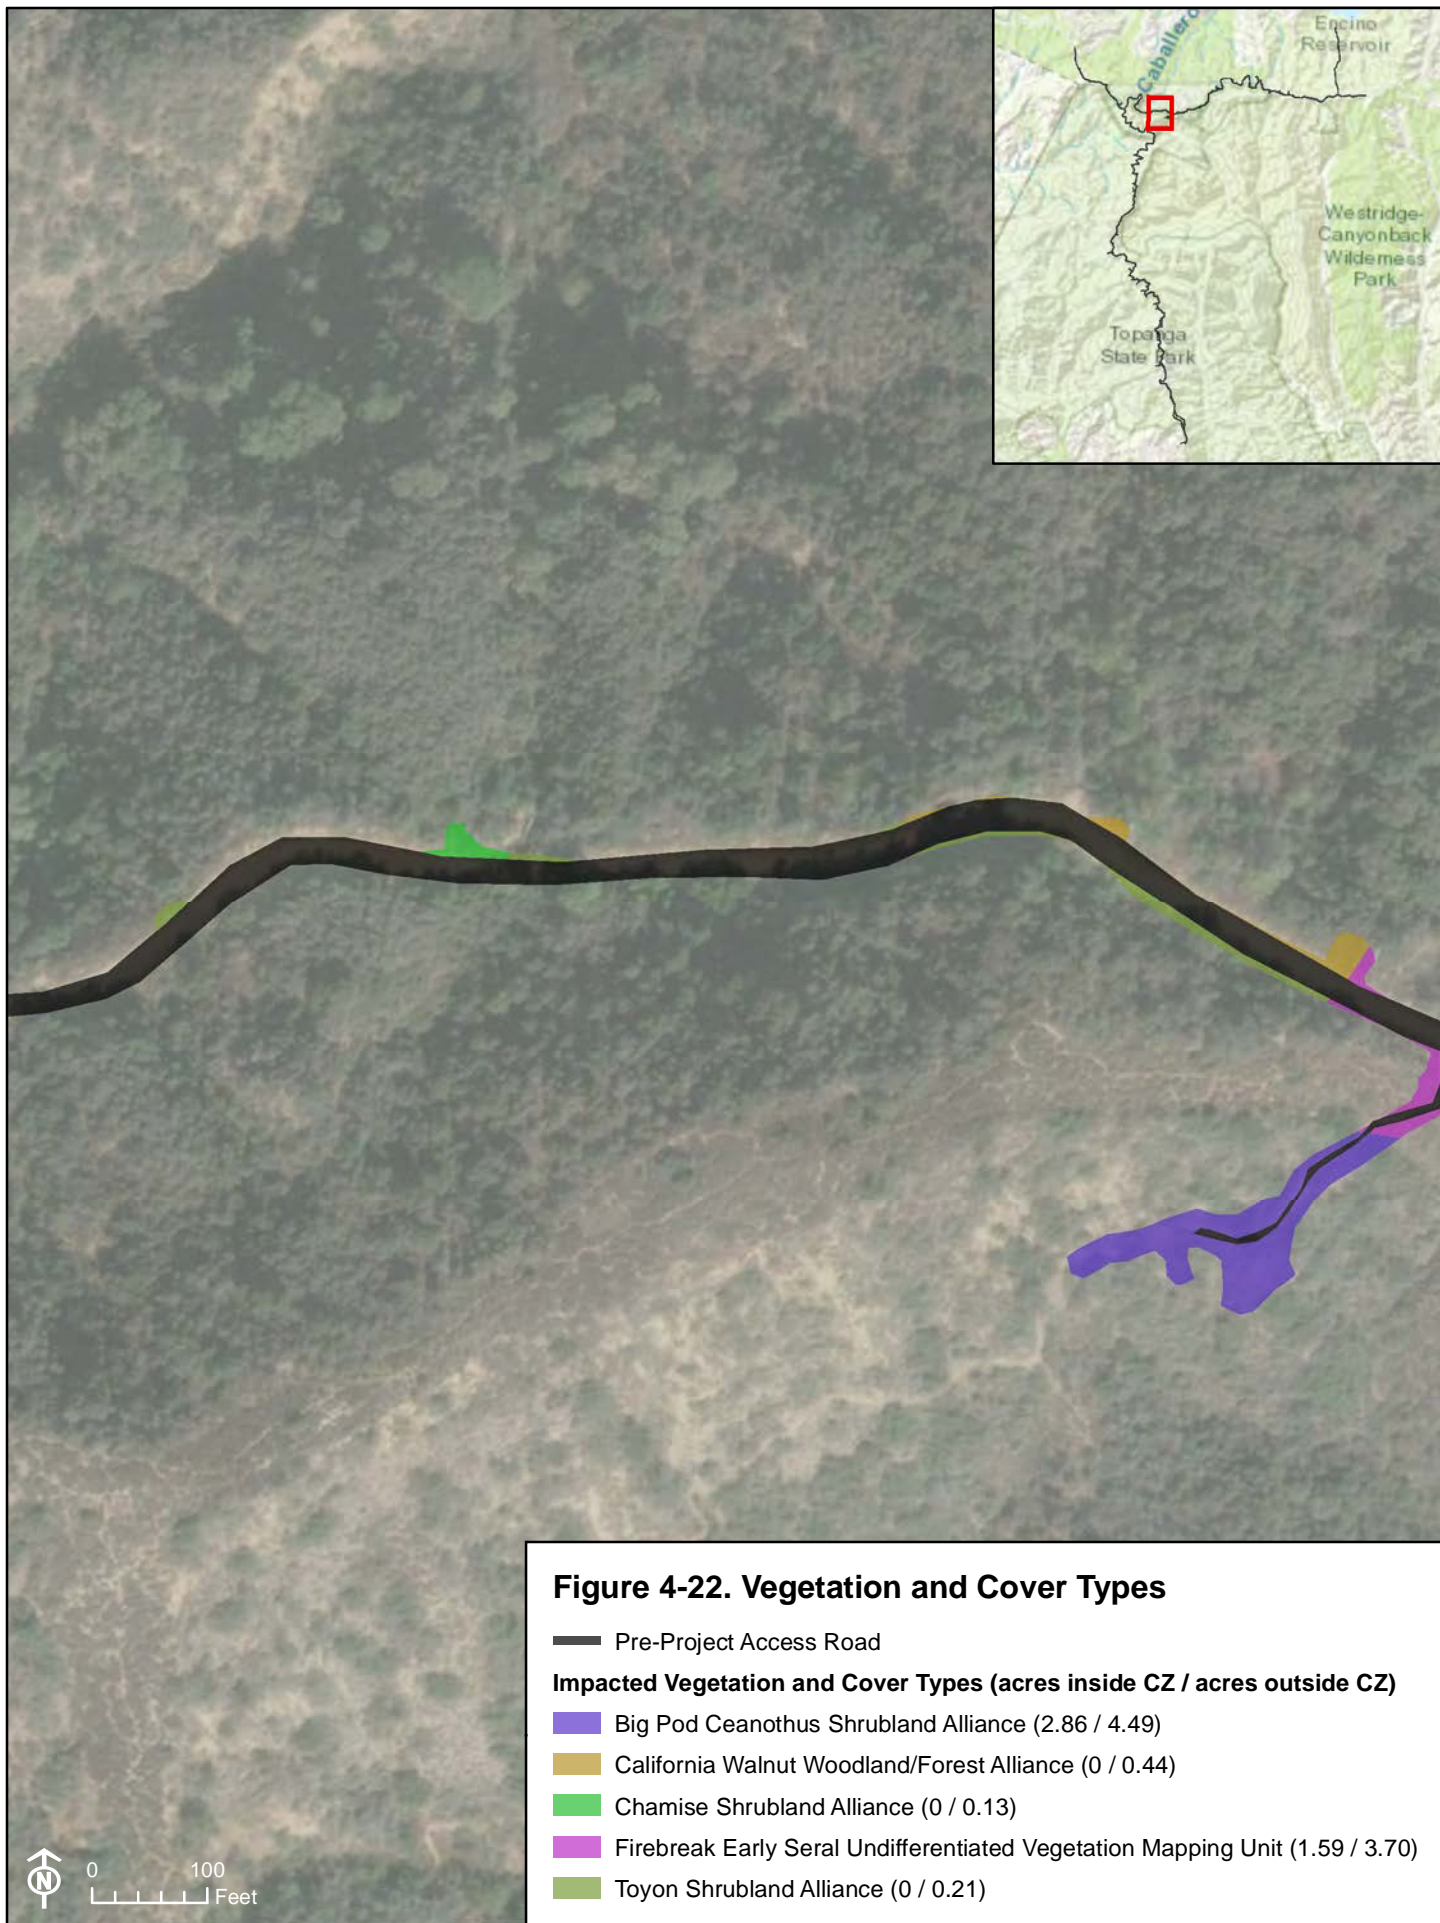 Caballero
Encino
Reservoir
Westridge-
Canyonback
Wilderness
Park
Topanga
State Park
Figure 4-22. Vegetation and Cover Types
Pre-Project Access Road
Impacted Vegetation and Cover Types (acres inside CZ / acres outside CZ)
Big Pod Ceanothus Shrubland Alliance (2.86 / 4.49)
California Walnut Woodland/Forest Alliance (0 / 0.44)
Chamise Shrubland Alliance (0 / 0.13)
Firebreak Early Seral Undifferentiated Vegetation Mapping Unit (1.59 / 3.70)
Toyon Shrubland Alliance (0 / 0.21)
N
0 100
Feet